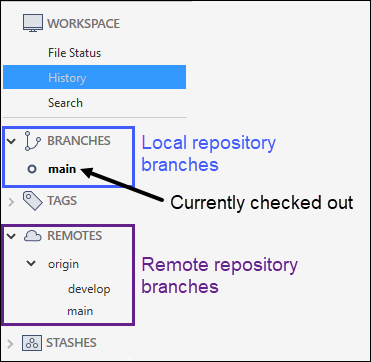 WORKSPACE
File Status
History
Search
BRANCHES
Local repository
branches
main
Currently checked out
TAGS
REMOTES
origin
Remote repository
branches
develop
main
STASHES